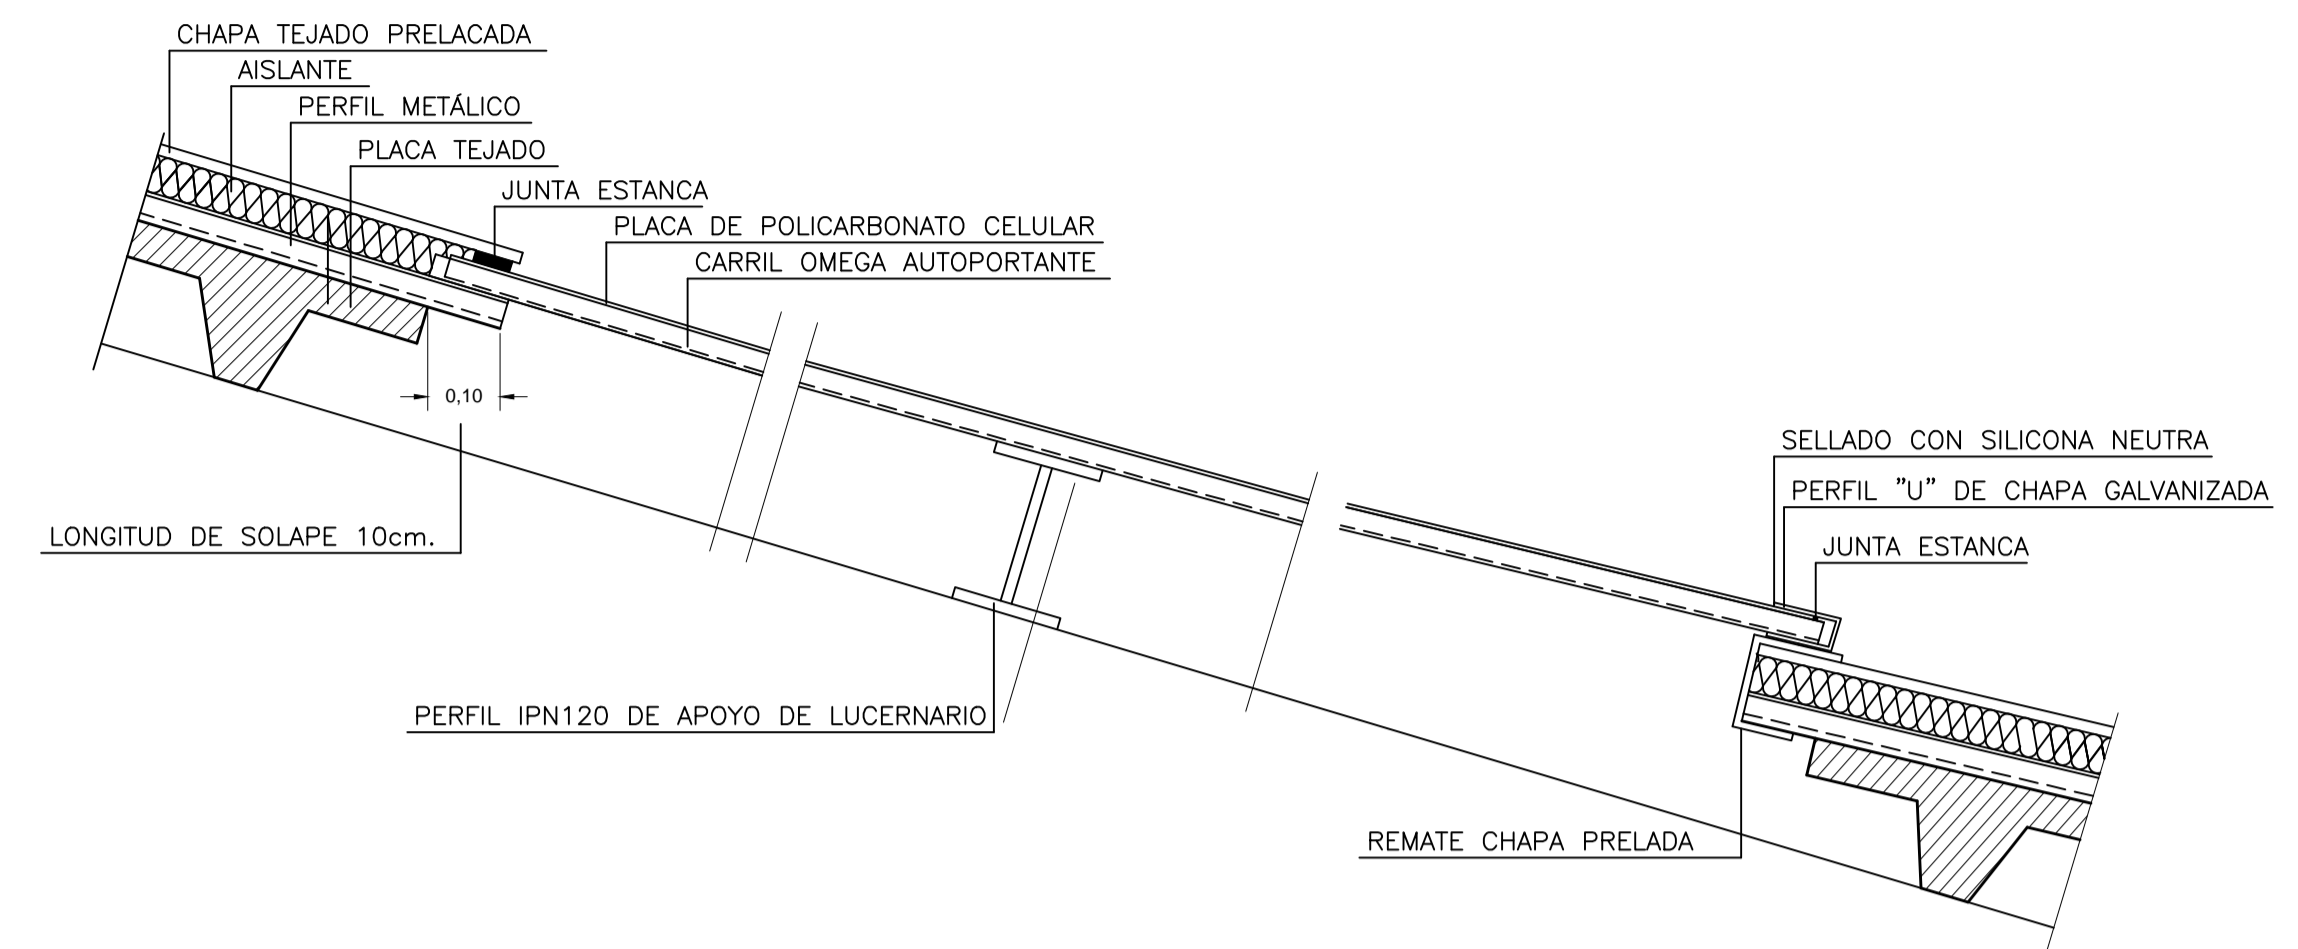 CHAPA TEJADO PRELACADA
AISLANTE
PERFIL METÁLICO
PLACA TEJADO
JUNTA ESTANCA
PLACA DE POLICARBONATO CELULAR
CARRIL OMEGA AUTOPORTANTE
0,10
LONGITUD DE SOLAPE 10cm.
SELLADO CON SILICONA NEUTRA
PERFIL "U" DE CHAPA GALVANIZADA
JUNTA ESTANCA
PERFIL IPN120 DE APOYO DE LUCERNARIO
REMATE CHAPA PRELADA